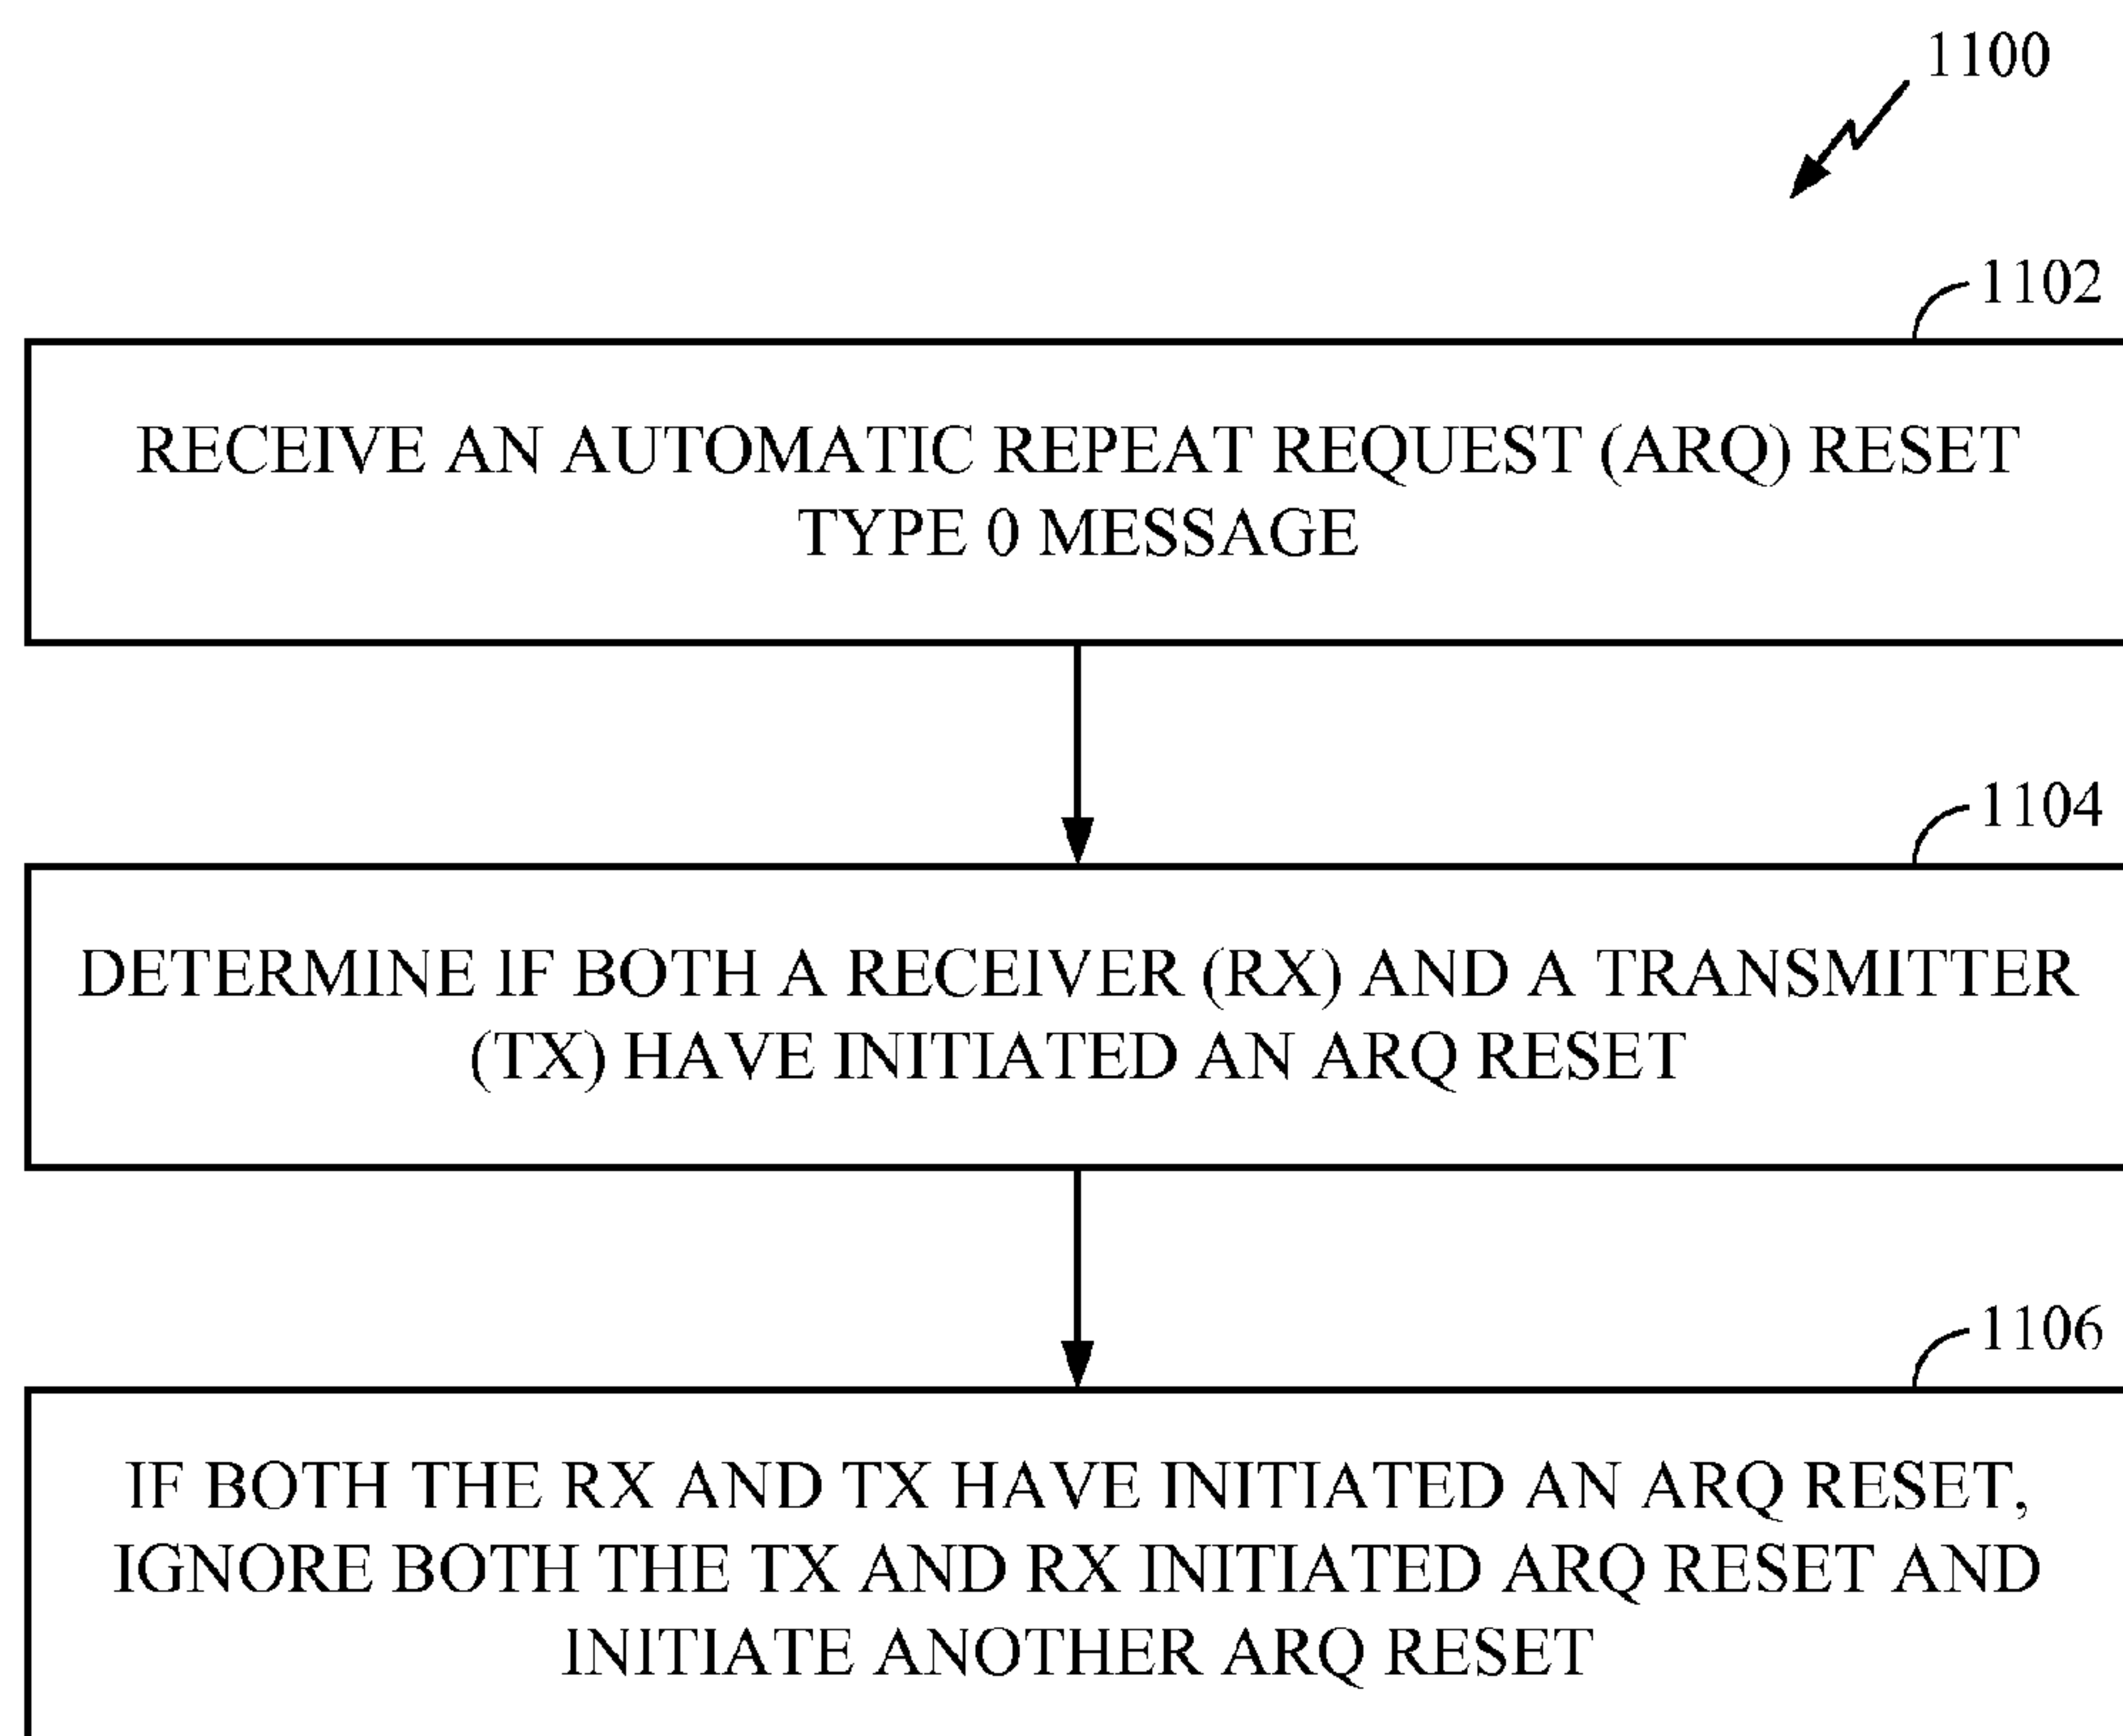 1100
1102
RECEIVE AN AUTOMATIC REPEAT REQUEST (ARQ) RESET
TYPE 0 MESSAGE
1104
DETERMINE IF BOTH A RECEIVER (RX) AND A TRANSMITTER
(TX) HAVE INITIATED AN ARQ RESET
1106
IF BOTH THE RX AND TX HAVE INITIATED AN ARQ RESET,
IGNORE BOTH THE TX AND RX INITIATED ARQ RESET AND
INITIATE ANOTHER ARQ RESET